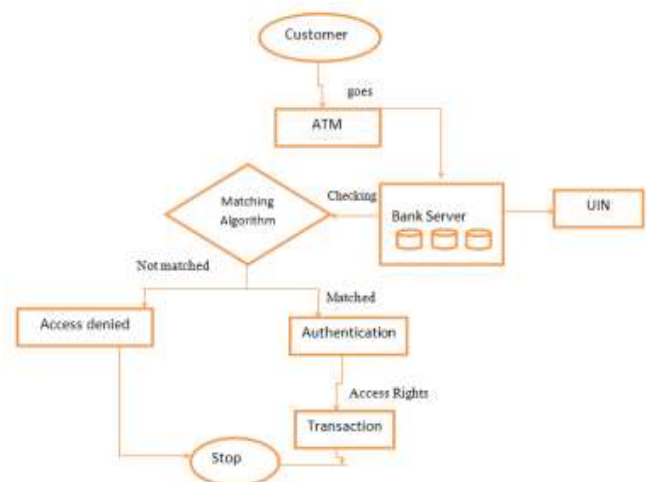 Customer
goes
ATM
Matching
Algorithm
Checking
Bank Server
UIN
Not matched
Matched
Access denied
Authentication
Access Rights
Transaction
Stop